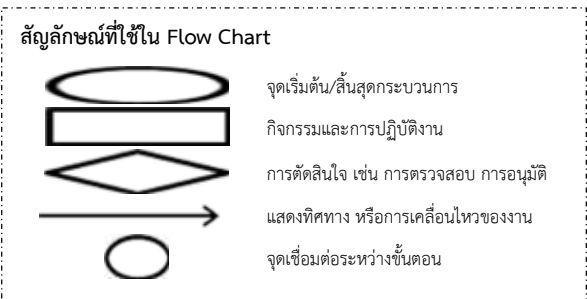 สัญลักษณ์ที่ใช้ใน Flow Chart
จุดเริ่มต้น/สิ้นสุดกระบวนการ
กิจกรรมและการปฏิบัติงาน
การตัดสินใจ เช่น การตรวจสอบ การอนุมัติ
แสดงทิศทาง หรือการเคลื่อนไหวของงาน
จุดเชื่อมต่อระหว่างขั้นตอน